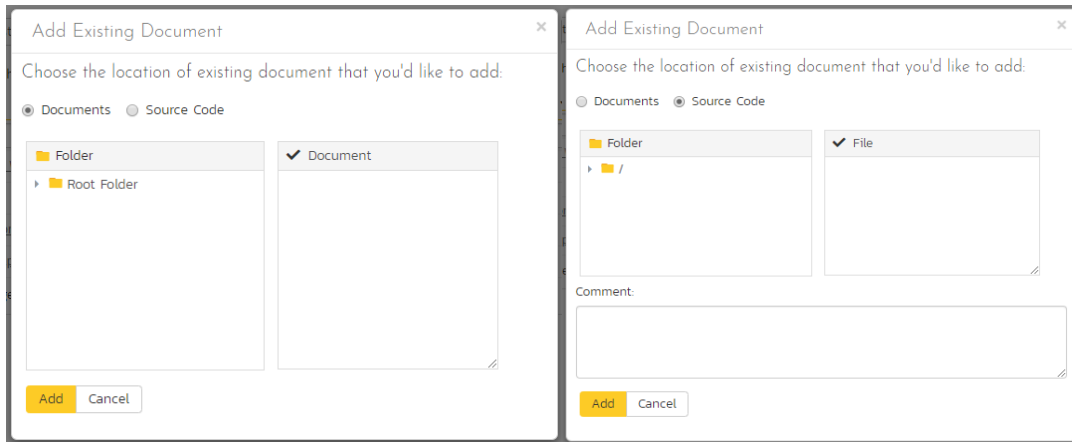 Add Existing Document ×
Choose the location of existing document that you'd like to add:
Documents Source Code
Folder
Root Folder
Document
Add Cancel
Add Existing Document ×
Choose the location of existing document that you'd like to add:
Documents Source Code
Folder
/
File
Comment:
Add Cancel